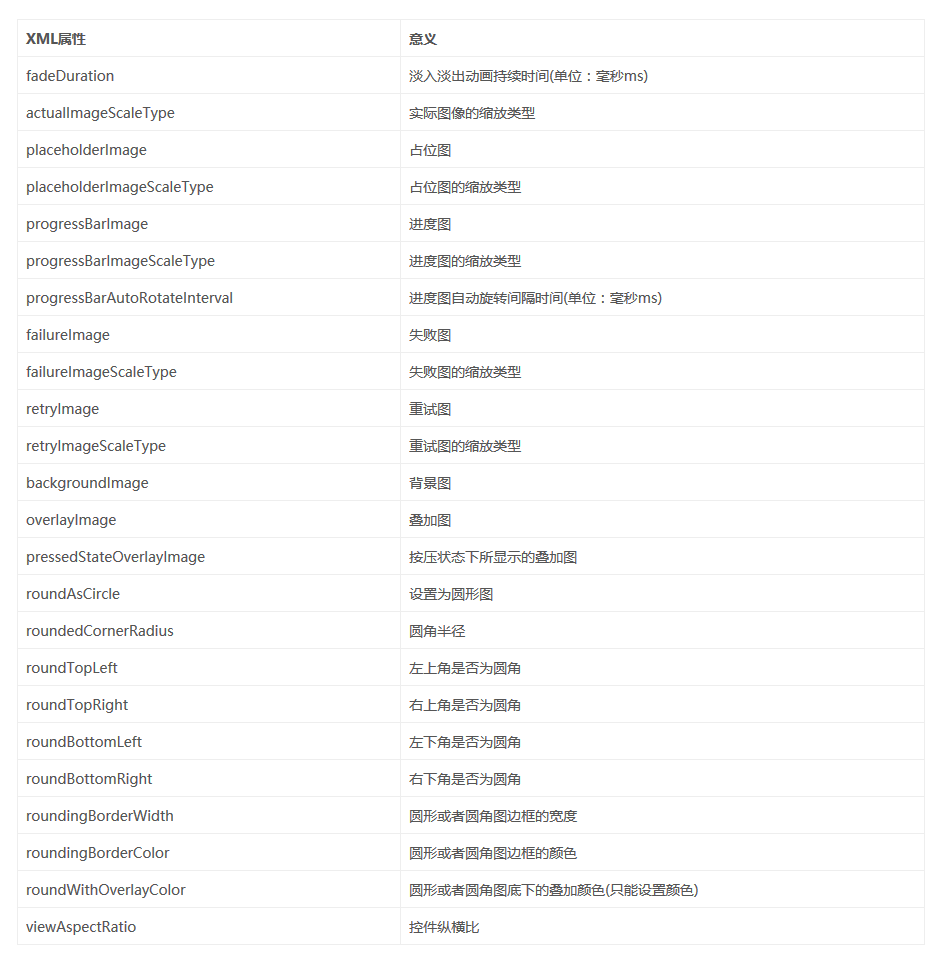 XML属性 意义
fadeDuration 淡入淡出动画持续时间(单位：毫秒ms)
actualImageScaleType 实际图像的缩放类型
placeholderImage 占位图
placeholderImageScaleType 占位图的缩放类型
progressBarImage 进度图
progressBarImageScaleType 进度图的缩放类型
progressBarAutoRotateInterval 进度图自动旋转间隔时间(单位：毫秒ms)
failureImage 失败图
failureImageScaleType 失败图的缩放类型
retryImage 重试图
retryImageScaleType 重试图的缩放类型
backgroundImage 背景图
overlayImage 叠加图
pressedStateOverlayImage 按压状态下所显示的叠加图
roundAsCircle 设置为圆形图
roundedCornerRadius 圆角半径
roundTopLeft 左上角是否为圆角
roundTopRight 右上角是否为圆角
roundBottomLeft 左下角是否为圆角
roundBottomRight 右下角是否为圆角
roundingBorderWidth 圆形或者圆角图边框的宽度
roundingBorderColor 圆形或者圆角图边框的颜色
roundWithOverlayColor 圆形或者圆角图底下的叠加颜色(只能设置颜色)
viewAspectRatio 控件纵横比